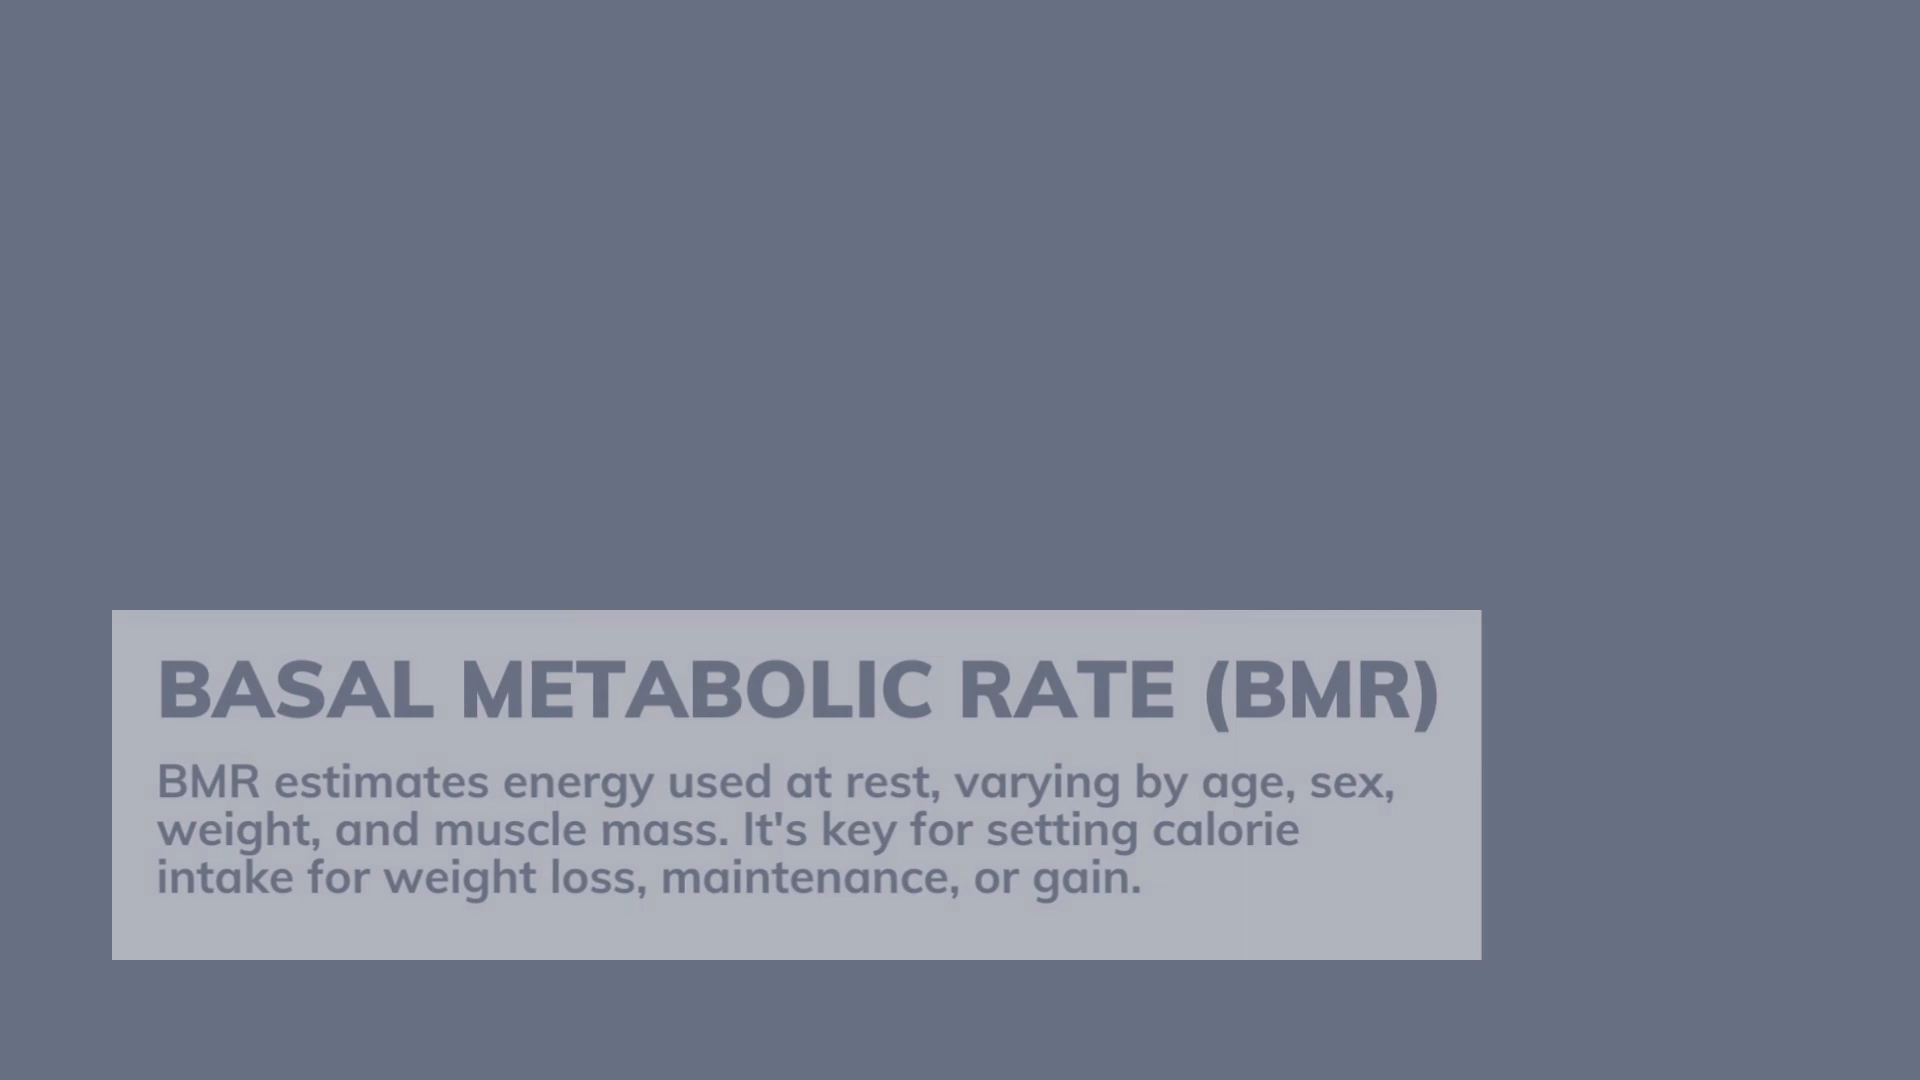 BASAL METABOLIC RATE (BMR)
BMR estimates energy used at rest, varying by age, sex,
weight, and muscle mass. It's key for setting calorie
intake for weight loss, maintenance, or gain.